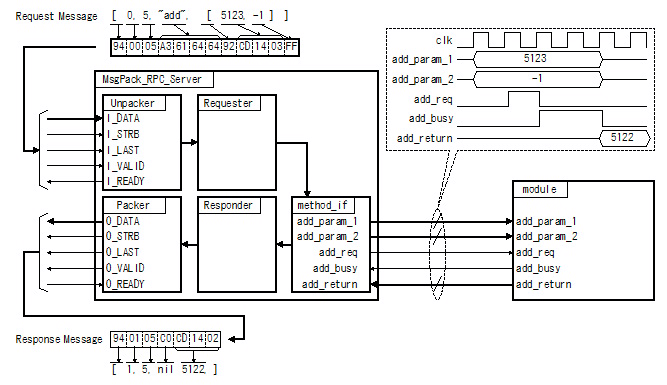 Request Message [ 0, 5, "add", [ 5123, -1 ] ]
94 00 05 A3 61 64 64 92 CD 14 03 FF
clk
add_param_1 5123
add_param_2 -1
add_req
add_busy
add_return 5122
MsgPack_RPC_Server
Unpacker
I_DATA
I_STRB
I_LAST
I_VALID
I_READY
Requester
Packer
O_DATA
O_STRB
O_LAST
O_VALID
O_READY
Responder
method_if
add_param_1
add_param_2
add_req
add_busy
add_return
module
add_param_1
add_param_2
add_req
add_busy
add_return
Response Message 94 01 05 C0 CD 14 02
[ 1, 5, nil 5122, ]